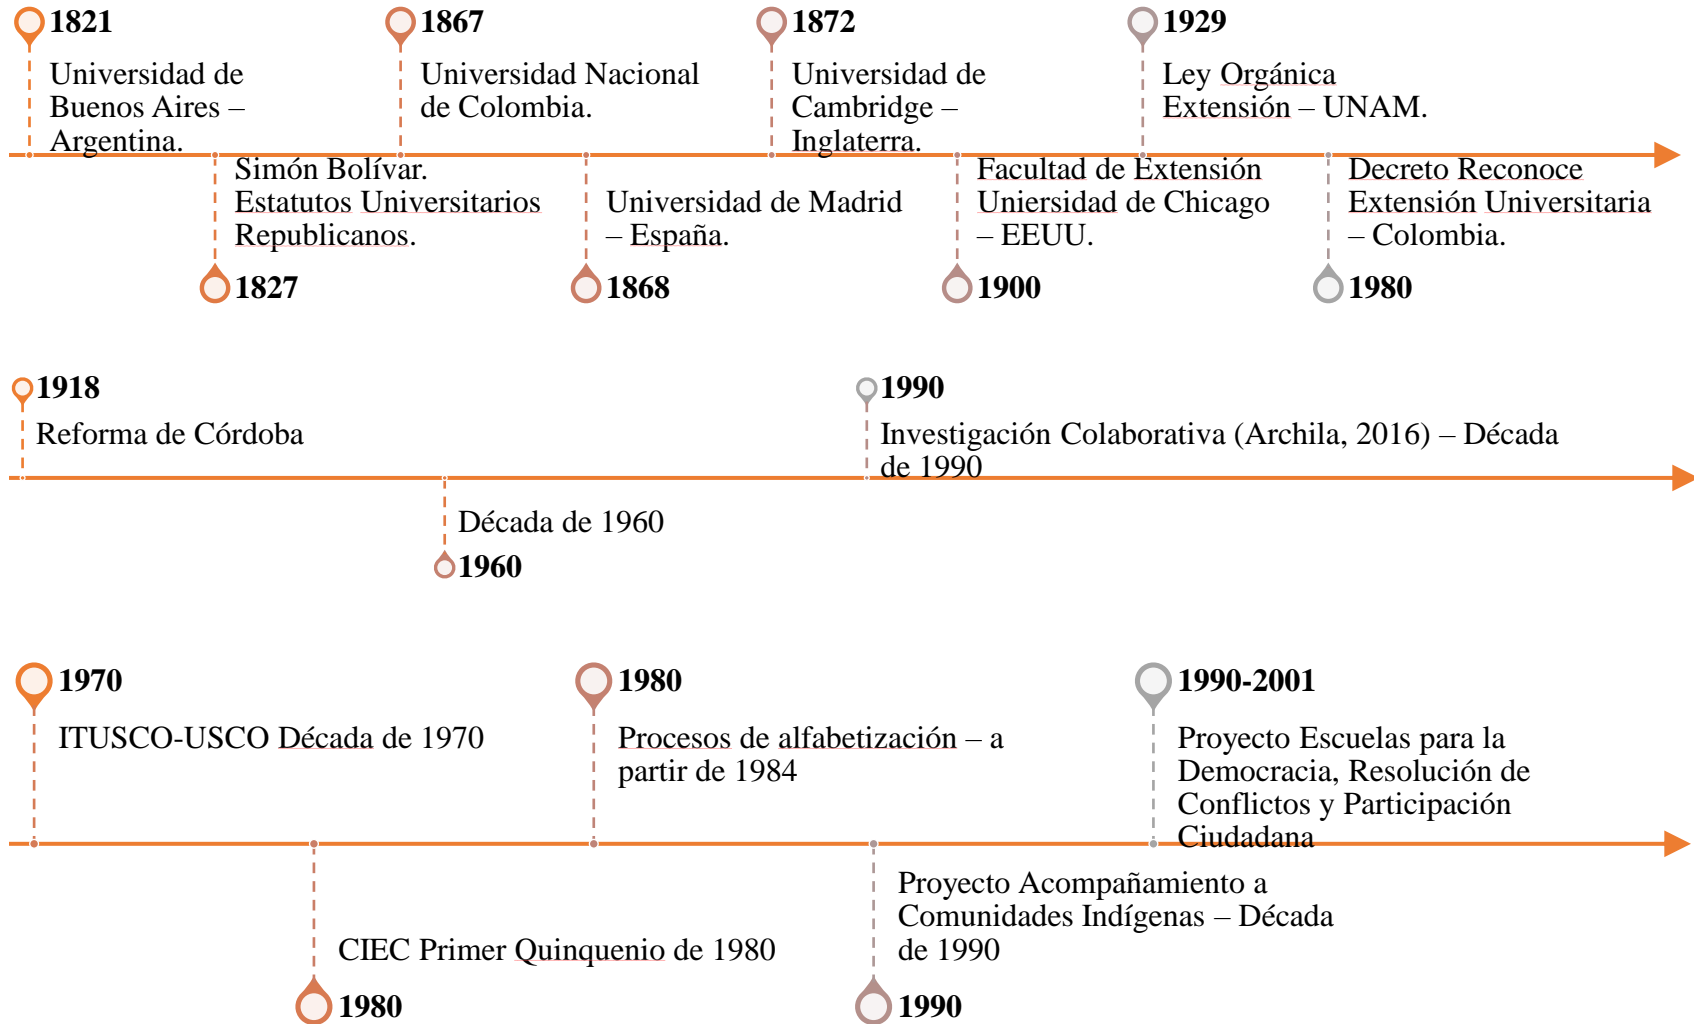 1821
Universidad de
Buenos Aires –
Argentina.
1867
Universidad Nacional
de Colombia.
1872
Universidad de
Cambridge –
Inglaterra.
1929
Ley Orgánica
Extensión – UNAM.
Simón Bolívar.
Estatutos Universitarios
Republicanos.
1827
Universidad de Madrid
– España.
1868
Facultad de Extensión
Uniersidad de Chicago
– EEUU.
1900
Decreto Reconoce
Extensión Universitaria
– Colombia.
1980
1918
Reforma de Córdoba
1990
Investigación Colaborativa (Archila, 2016) – Década
de 1990
Década de 1960
1960
1970
ITUSCO-USCO Década de 1970
1980
Procesos de alfabetización – a
partir de 1984
1990-2001
Proyecto Escuelas para la
Democracia, Resolución de
Conflictos y Participación
Ciudadana
CIEC Primer Quinquenio de 1980
1980
Proyecto Acompañamiento a
Comunidades Indígenas – Década
de 1990
1990